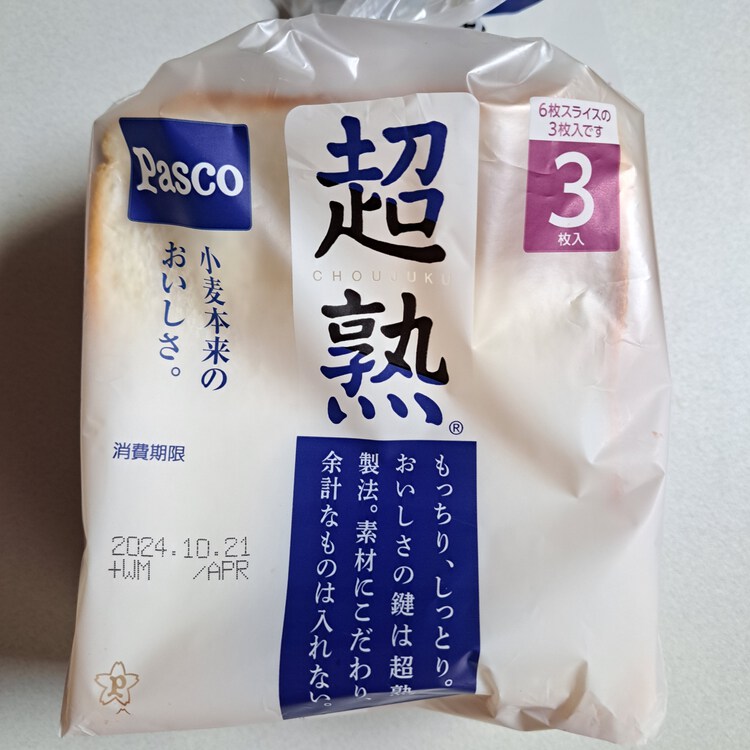 Pasco
超熟
CHOUJUKU
®
6枚スライスの
3枚入です
3
枚入
小麦本来の
おいしさ。
消費期限
2024.10.21
+WM /APR
もっちり、しっとり。
おいしさの鍵は超熟
製法。素材にこだわり、
余計なものは入れない。
P